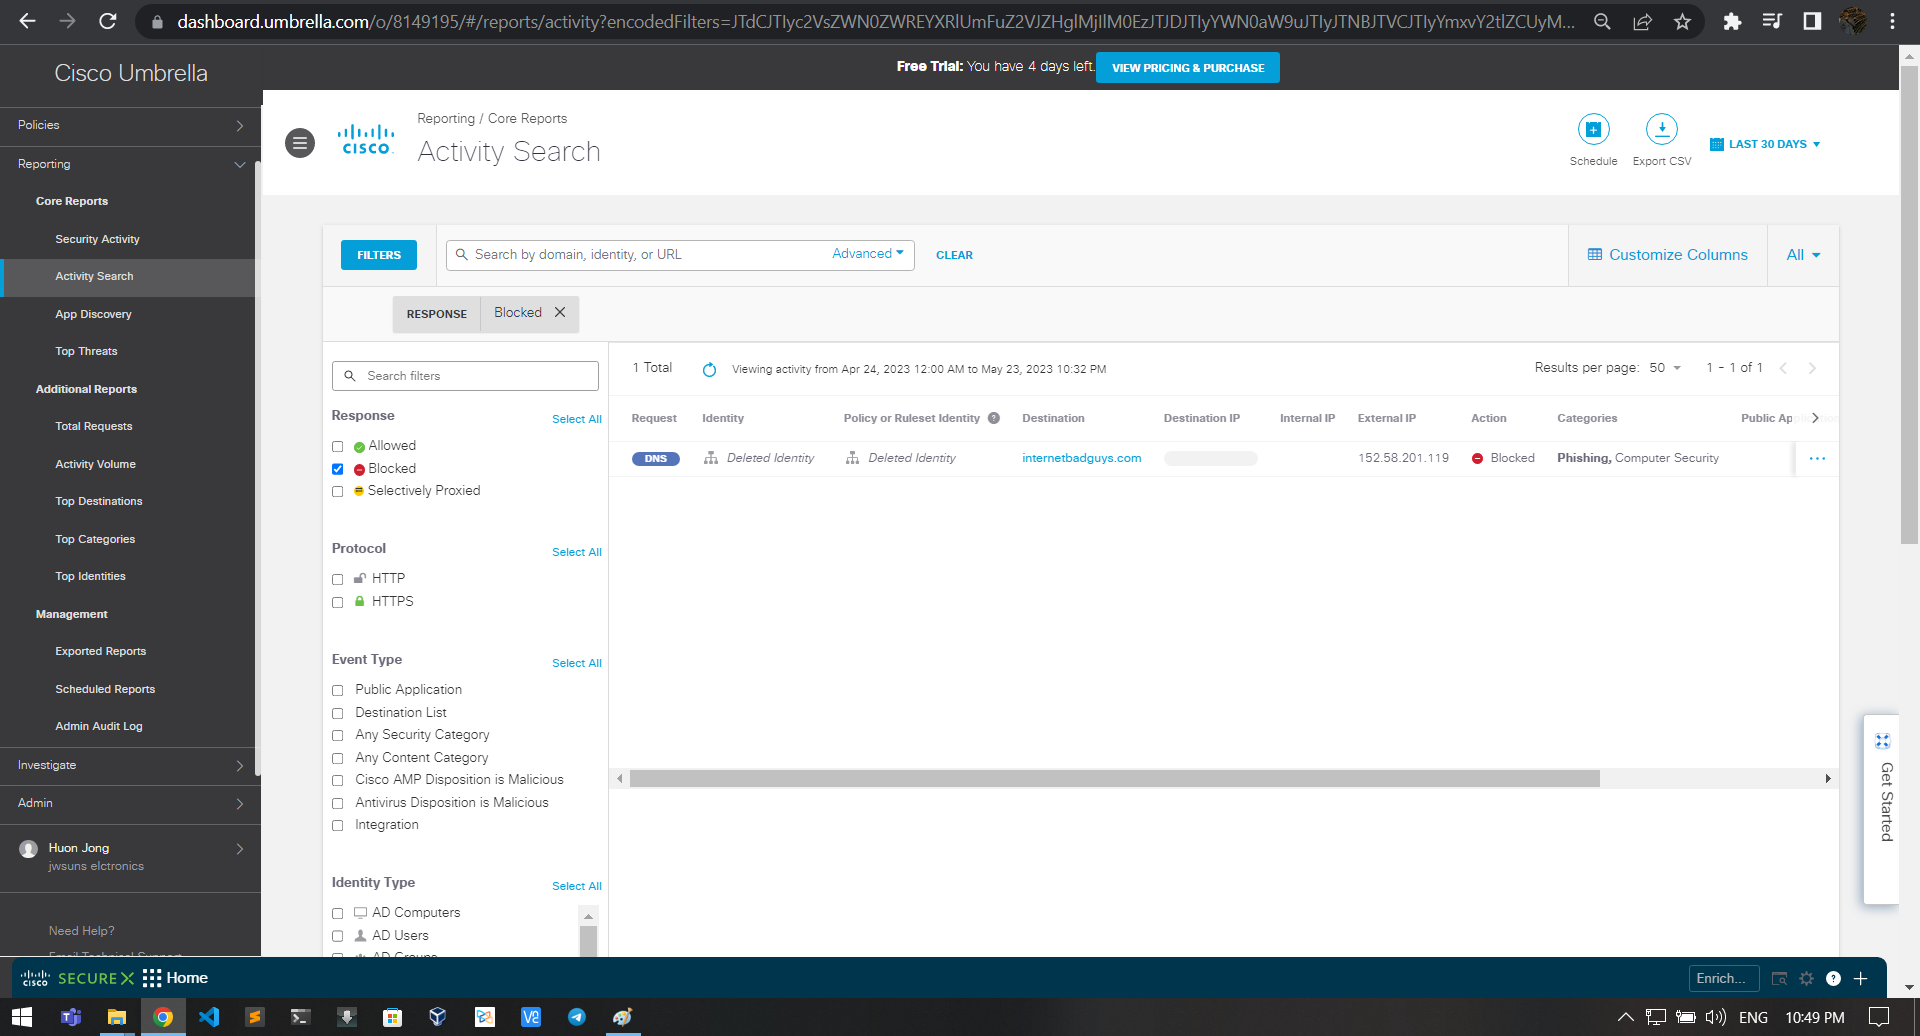 dashboard.umbrella.com/o/8149195/#/reports/activity?encodedFilters=
Cisco Umbrella
Free Trial: You have 4 days left.
VIEW PRICING & PURCHASE
Policies
Reporting
Core Reports
Security Activity
Activity Search
App Discovery
Top Threats
Additional Reports
Total Requests
Activity Volume
Top Destinations
Top Categories
Top Identities
Management
Exported Reports
Scheduled Reports
Admin Audit Log
Investigate
Admin
Huon Jong
jwsuns elctronics
Need Help?
CISCO
Reporting / Core Reports
Activity Search
Schedule
Export CSV
LAST 30 DAYS
FILTERS
Search by domain, identity, or URL
Advanced
CLEAR
Customize Columns
All
RESPONSE Blocked
Search filters
Response Select All
Allowed
Blocked
Selectively Proxied
Protocol Select All
HTTP
HTTPS
Event Type Select All
Public Application
Destination List
Any Security Category
Any Content Category
Cisco AMP Disposition is Malicious
Antivirus Disposition is Malicious
Integration
Identity Type Select All
AD Computers
AD Users
1 Total
Viewing activity from Apr 24, 2023 12:00 AM to May 23, 2023 10:32 PM
Results per page: 50
1 - 1 of 1
Request Identity Policy or Ruleset Identity ? Destination Destination IP Internal IP External IP Action Categories Public Ap
DNS Deleted Identity Deleted Identity internetbadguys.com 152.58.201.119 Blocked Phishing, Computer Security
Get Started
CISCO SECUREX Home
Enrich...
ENG 10:49 PM